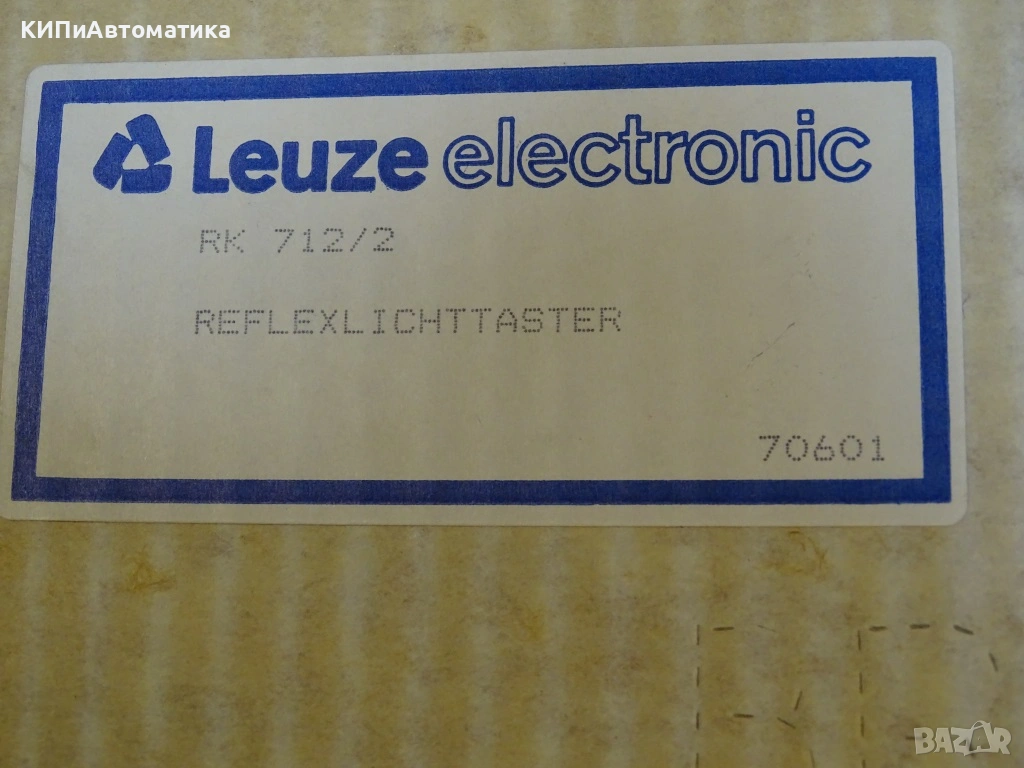 КИПиАвтоматика
Leuze electronic
RK 712/2
REFLEXLICHTTASTER
70601
BAZAR